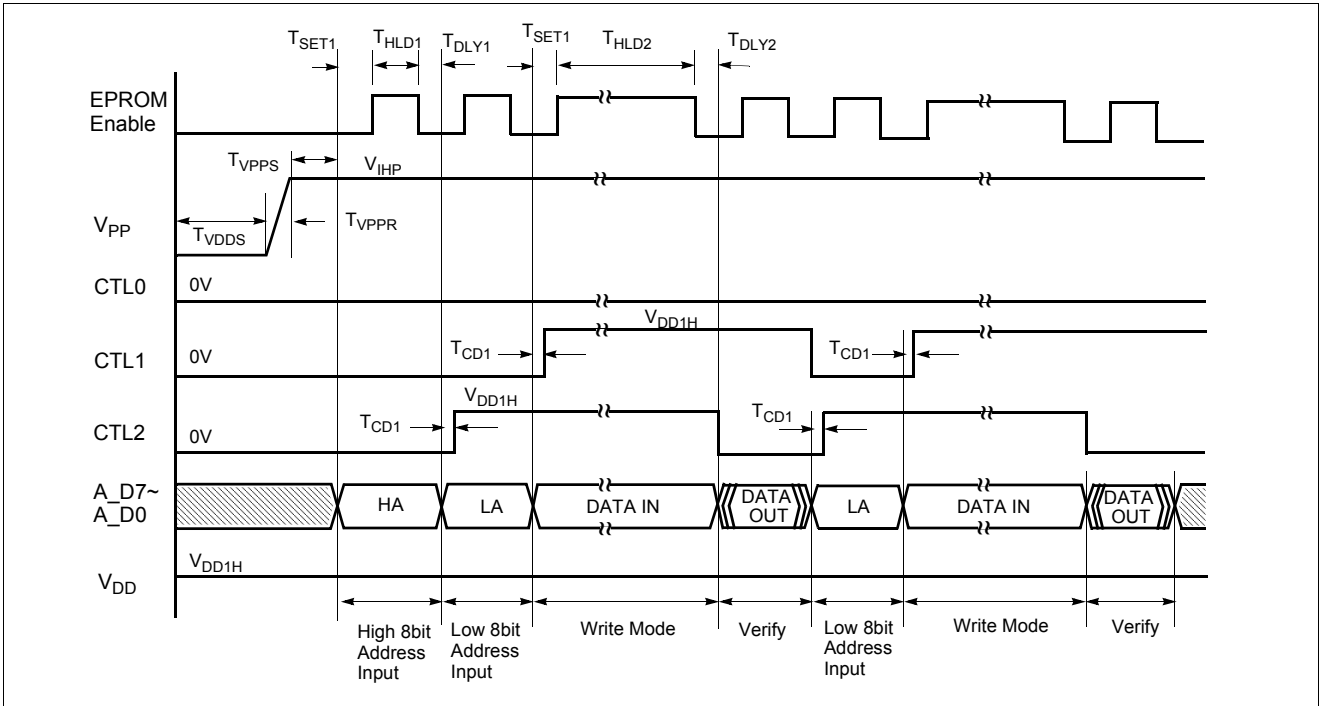 TSET1 THLD1 TDLY1 TSET1 THLD2 TDLY2
EPROM
Enable
TVPPS VIHP
VPP TVDDS TVPPR
CTL0 0V
VDD1H
CTL1 0V TCD1 TCD1
VDD1H
CTL2 0V TCD1 TCD1
A_D7~
A_D0
HA LA DATA IN DATA
OUT LA DATA IN DATA
OUT
VDD1H
VDD
High 8bit
Address
Input
Low 8bit
Address
Input
Write Mode
Verify
Low 8bit
Address
Input
Write Mode
Verify